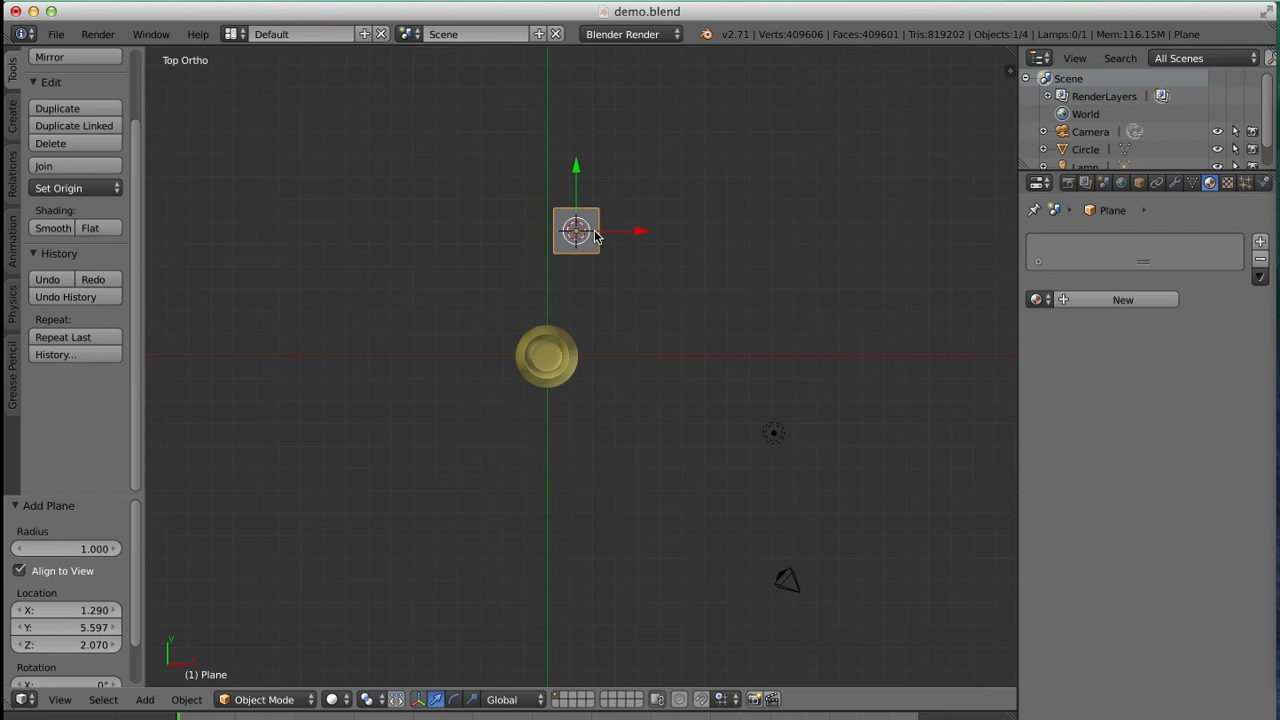 demo.blend
File Render Window Help Default Scene Blender Render v2.71 | Verts:409606 | Faces:409601 | Tris:819202 | Objects:1/4 | Lamps:0/1 | Mem:116.15M | Plane
Tools
Create
Relations
Animation
Physics
Grease Pencil
Mirror
Edit
Duplicate
Duplicate Linked
Delete
Join
Set Origin
Shading:
Smooth Flat
History
Undo Redo
Undo History
Repeat:
Repeat Last
History...
Add Plane
Radius
1.000
Align to View
Location
X: 1.290
Y: 5.597
Z: 2.070
Rotation
X: 0°
Top Ortho
y
x
(1) Plane
View Select Add Object Object Mode Global
View Search All Scenes
Scene
RenderLayers
World
Camera
Circle
Lamp
Plane
New